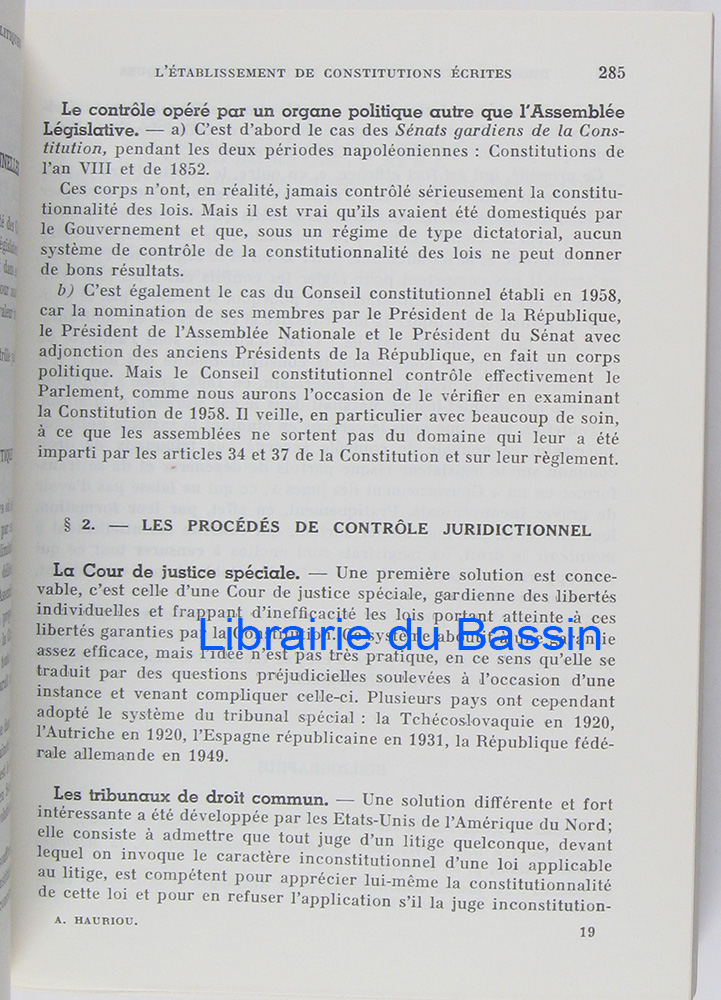 L'ÉTABLISSEMENT DE CONSTITUTIONS ÉCRITES 285
Le contrôle opéré par un organe politique autre que l'Assemblée
Législative. — a) C'est d'abord le cas des Sénats gardiens de la Cons-
titution, pendant les deux périodes napoléoniennes : Constitutions de
l'an VIII et de 1852.
Ces corps n'ont, en réalité, jamais contrôlé sérieusement la constitu-
tionnalité des lois. Mais il est vrai qu'ils avaient été domestiqués par
le Gouvernement et que, sous un régime de type dictatorial, aucun
système de contrôle de la constitutionnalité des lois ne peut donner
de bons résultats.
b) C'est également le cas du Conseil constitutionnel établi en 1958,
car la nomination de ses membres par le Président de la République,
le Président de l'Assemblée Nationale et le Président du Sénat avec
adjonction des anciens Présidents de la République, en fait un corps
politique. Mais le Conseil constitutionnel contrôle effectivement le
Parlement, comme nous aurons l'occasion de le vérifier en examinant
la Constitution de 1958. Il veille, en particulier avec beaucoup de soin,
à ce que les assemblées ne sortent pas du domaine qui leur a été
imparti par les articles 34 et 37 de la Constitution et sur leur règlement.
§ 2. — LES PROCÉDÉS DE CONTRÔLE JURIDICTIONNEL
La Cour de justice spéciale. — Une première solution est conce-
vable, c'est celle d'une Cour de justice spéciale, gardienne des libertés
individuelles et frappant d'inefficacité les lois portant atteinte à ces
libertés garanties par la Constitution. Ce système aboutit à une garantie
Librairie du Bassin
assez efficace, mais l'idée n'est pas très pratique, en ce sens qu'elle se
traduit par des questions préjudicielles soulevées à l'occasion d'une
instance et venant compliquer celle-ci. Plusieurs pays ont cependant
adopté le système du tribunal spécial : la Tchécoslovaquie en 1920,
l'Autriche en 1920, l'Espagne républicaine en 1931, la République fédé-
rale allemande en 1949.
Les tribunaux de droit commun. — Une solution différente et fort
intéressante a été développée par les Etats-Unis de l'Amérique du Nord;
elle consiste à admettre que tout juge d'un litige quelconque, devant
lequel on invoque le caractère inconstitutionnel d'une loi applicable
au litige, est compétent pour apprécier lui-même la constitutionnalité
de cette loi et pour en refuser l'application s'il la juge inconstitution-
A. HAURIOU.
19